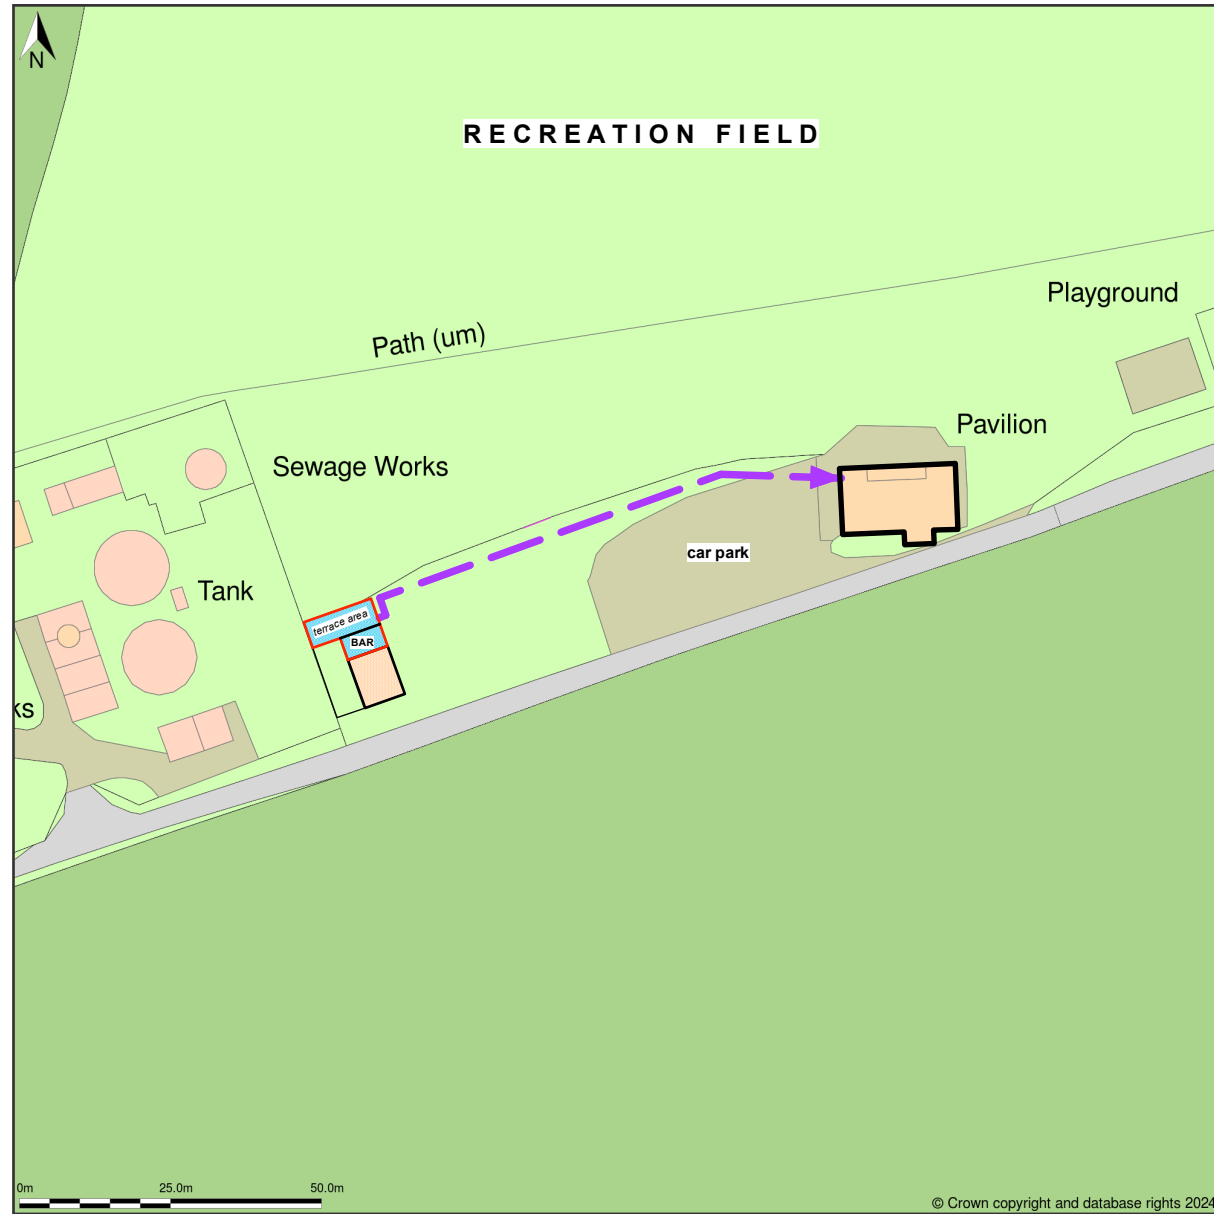 N
RECREATION FIELD
Playground
Path (um)
Pavilion
Sewage Works
car park
Tank
terrace area
BAR
ks
0m 25.0m 50.0m
© Crown copyright and database rights 2024